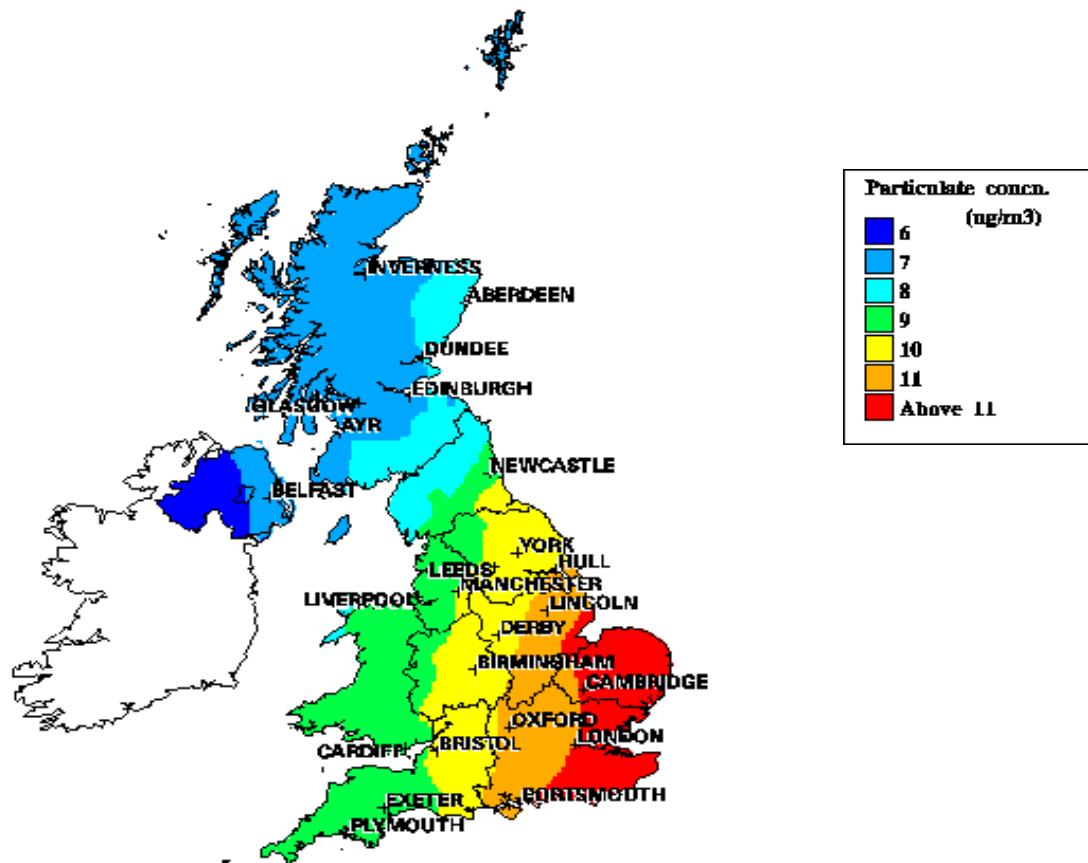 INVERNESS
ABERDEEN
DUNDEE
EDINBURGH
GLASGOW
AYR
NEWCASTLE
BELFAST
YORK
HULL
LEEDS
MANCHESTER
LIVERPOOL
LINCOLN
DERBY
BIRMINGHAM
CAMBRIDGE
OXFORD
LONDON
BRISTOL
CARDIFF
PORTSMOUTH
EXETER
PLYMOUTH
Particulate concn.
(ug/m3)
6
7
8
9
10
11
Above 11